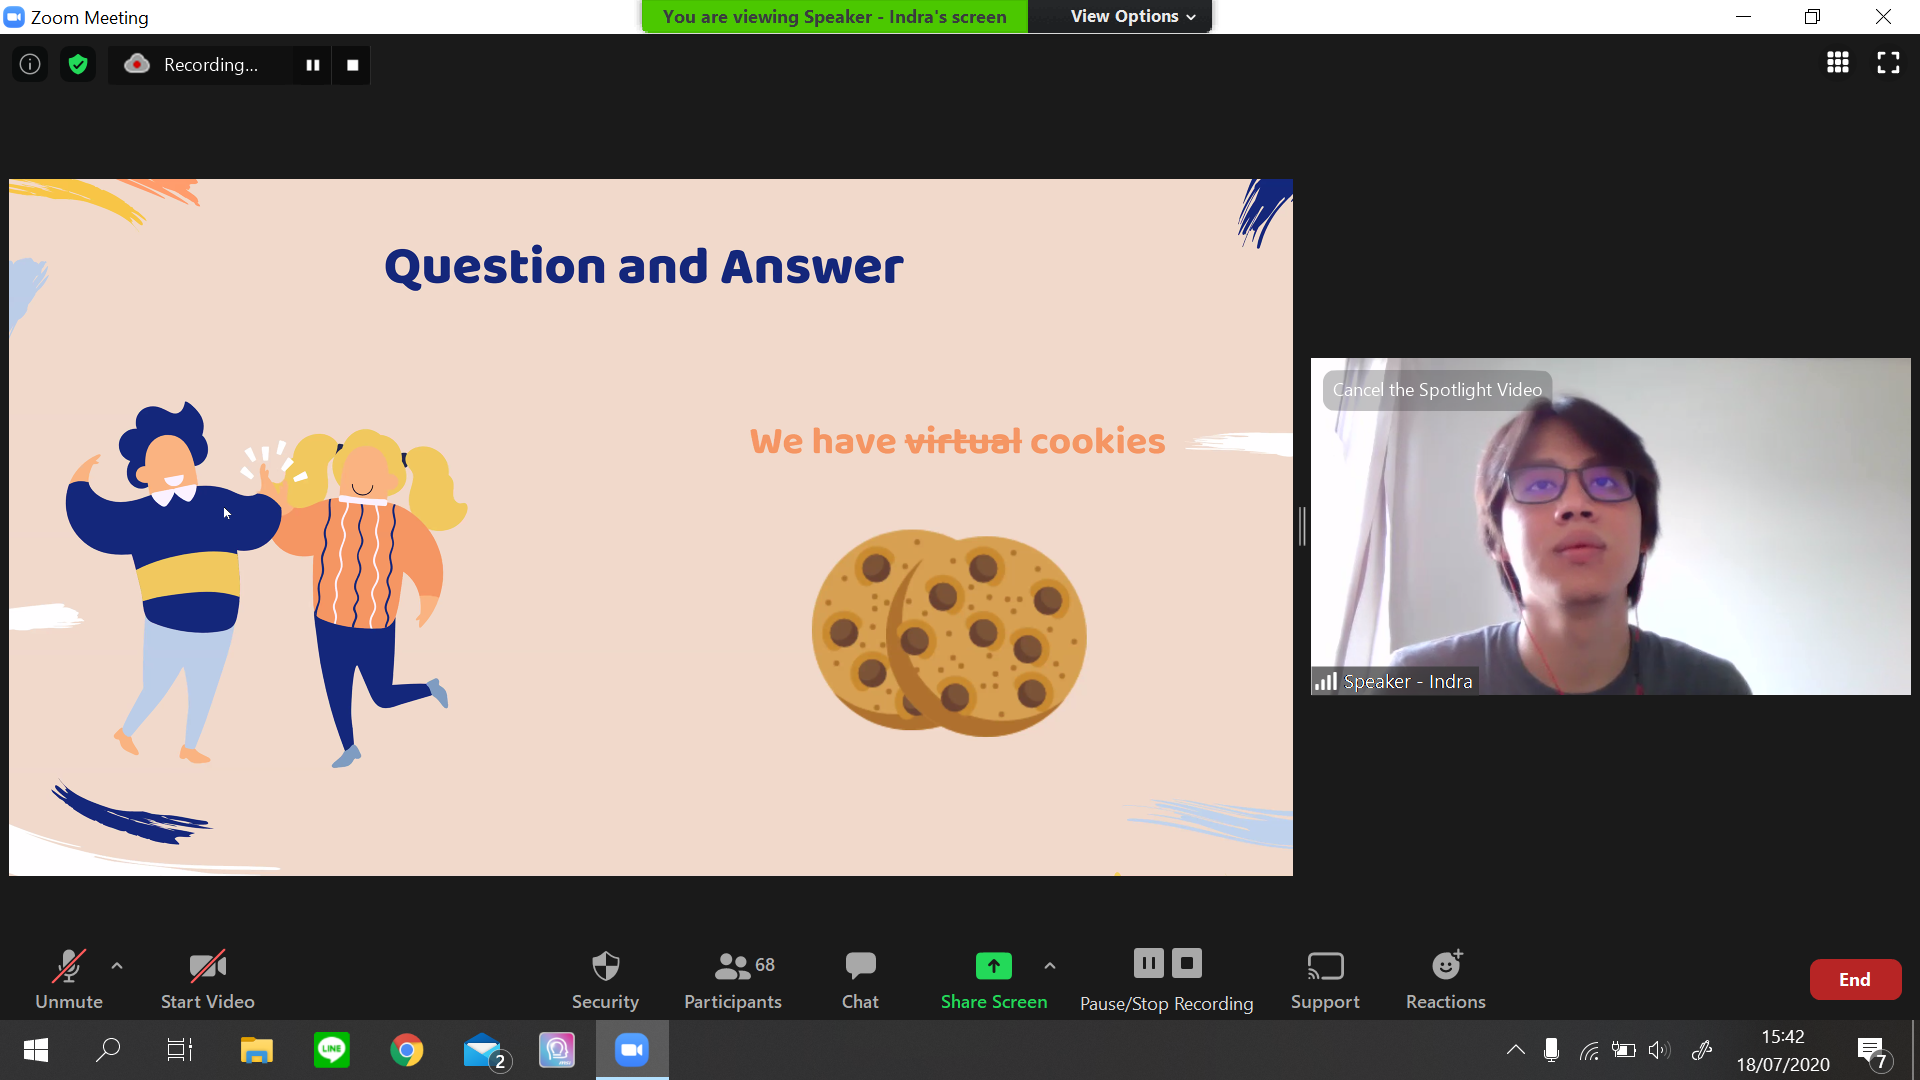 Zoom Meeting
You are viewing Speaker - Indra's screen
View Options
Recording...
Question and Answer
We have virtual cookies
Cancel the Spotlight Video
Speaker - Indra
68
Unmute
Start Video
Security
Participants
Chat
Share Screen
Pause/Stop Recording
Support
Reactions
End
LINE
2
15:42
18/07/2020
7